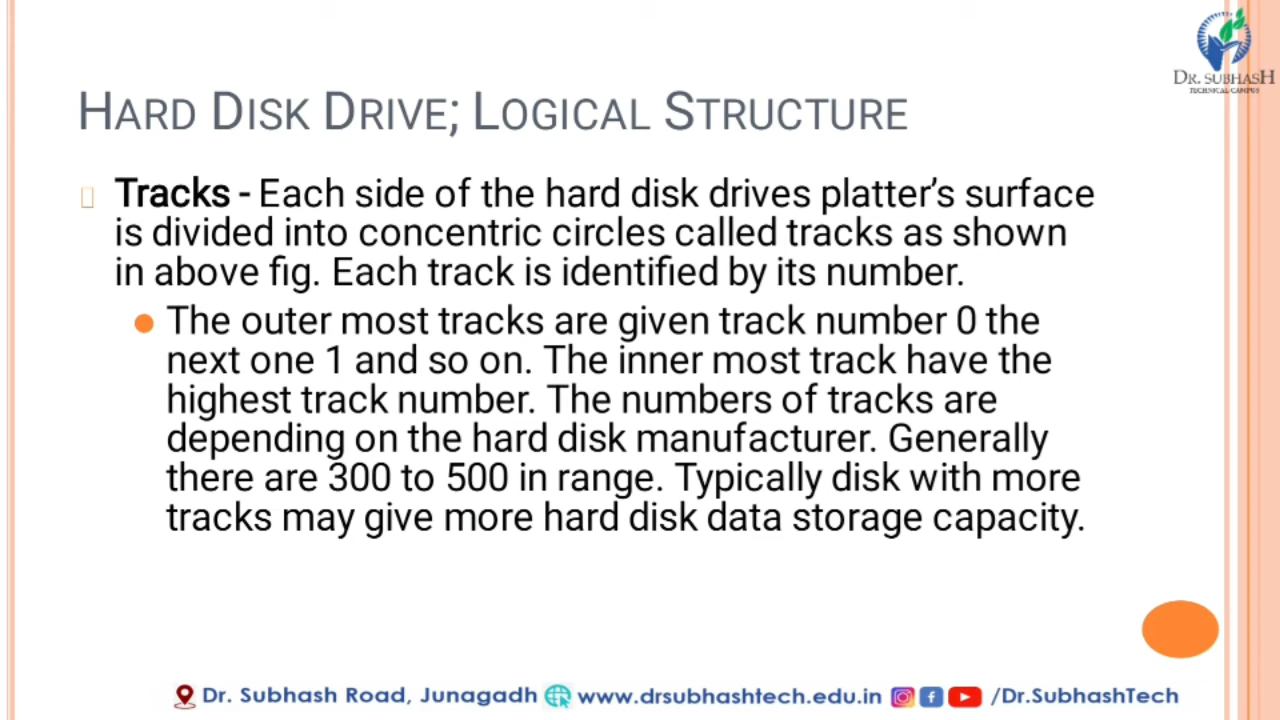 DR. SUBHASH
TECHNICAL CAMPUS
HARD DISK DRIVE; LOGICAL STRUCTURE
Tracks - Each side of the hard disk drives platter’s surface
is divided into concentric circles called tracks as shown
in above fig. Each track is identified by its number.
The outer most tracks are given track number 0 the
next one 1 and so on. The inner most track have the
highest track number. The numbers of tracks are
depending on the hard disk manufacturer. Generally
there are 300 to 500 in range. Typically disk with more
tracks may give more hard disk data storage capacity.
Dr. Subhash Road, Junagadh www.drsubhashtech.edu.in /Dr.SubhashTech